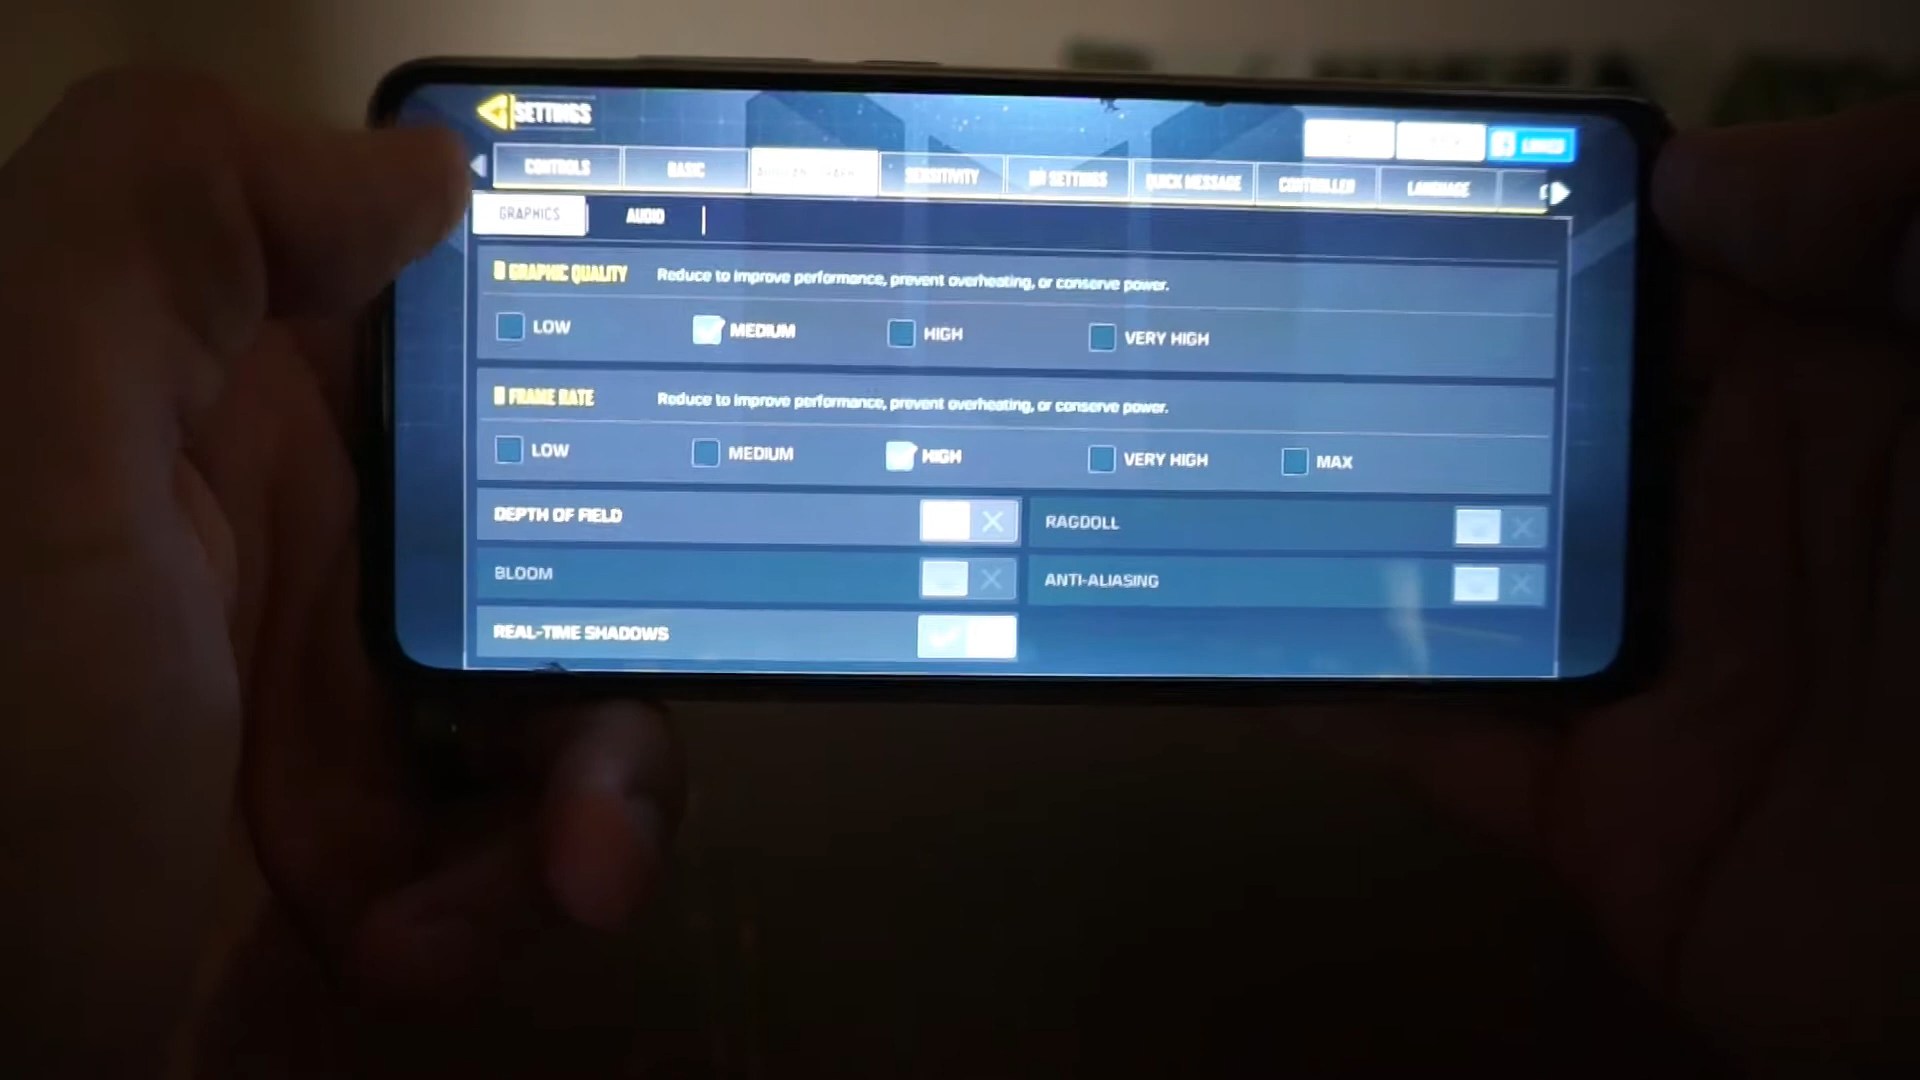 SETTINGS
CONTROLS
BASIC
SENSITIVITY
SETTINGS
QUICK MESSAGE
CONTROLLER
LANGUAGE
GRAPHICS
AUDIO
GRAPHIC QUALITY
Reduce to improve performance, prevent overheating, or conserve power.
LOW
MEDIUM
HIGH
VERY HIGH
FRAME RATE
Reduce to improve performance, prevent overheating, or conserve power.
LOW
MEDIUM
HIGH
VERY HIGH
MAX
DEPTH OF FIELD
RAGDOLL
BLOOM
ANTI-ALIASING
REAL-TIME SHADOWS